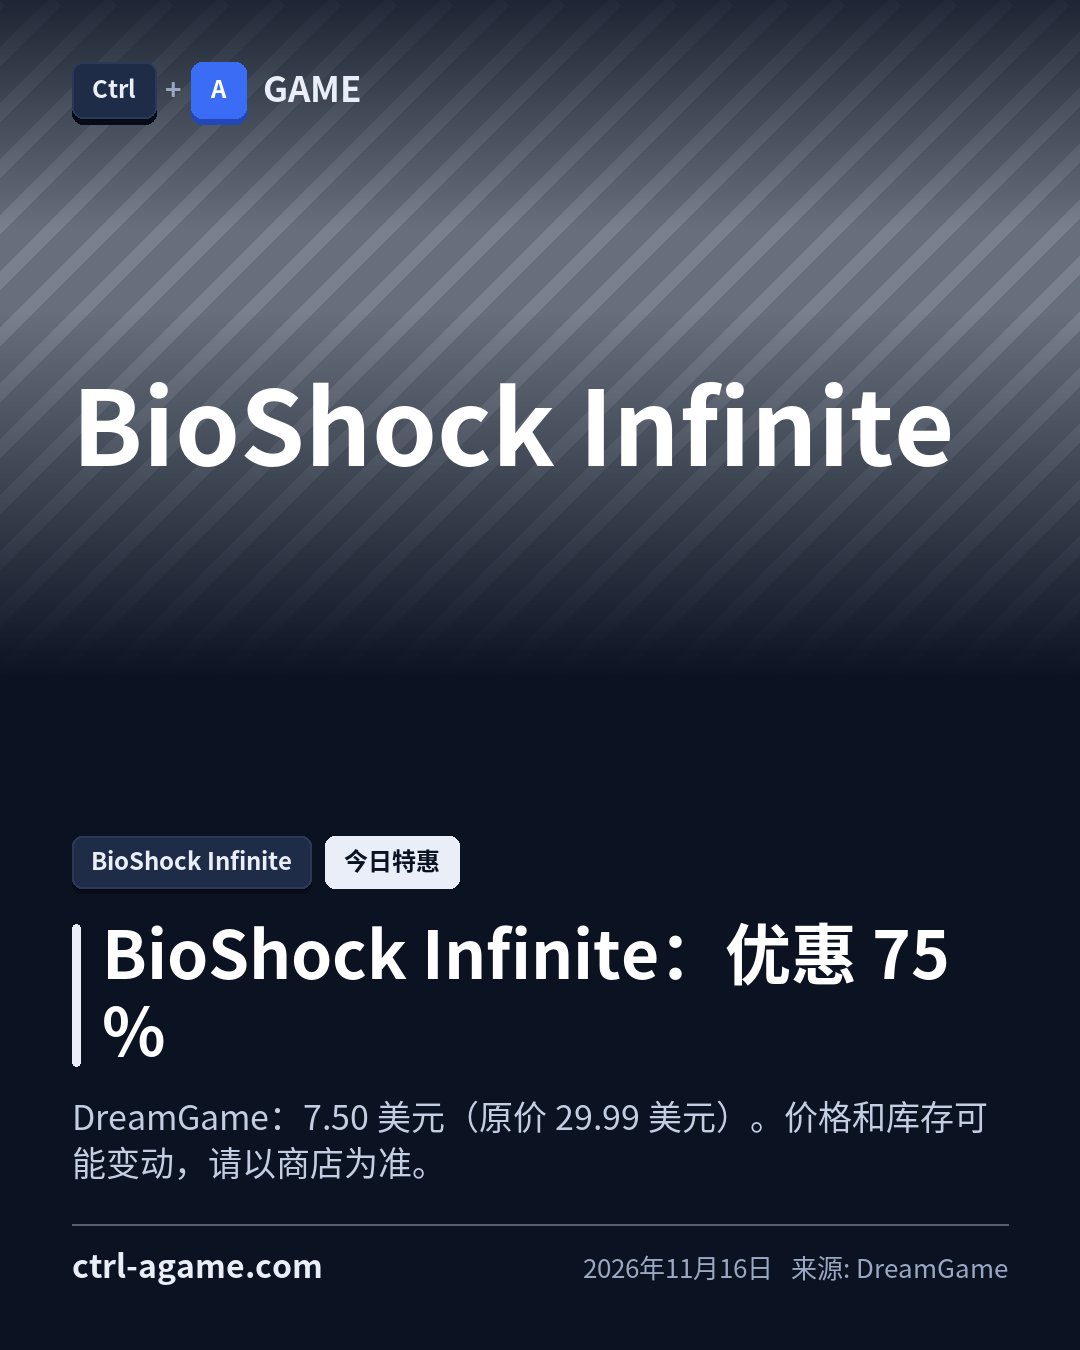 Ctrl + A GAME
BioShock Infinite
BioShock Infinite 今日特惠
BioShock Infinite：优惠 75
%
DreamGame：7.50 美元（原价 29.99 美元）。价格和库存可
能变动，请以商店为准。
ctrl-agame.com 2026年11月16日 来源: DreamGame